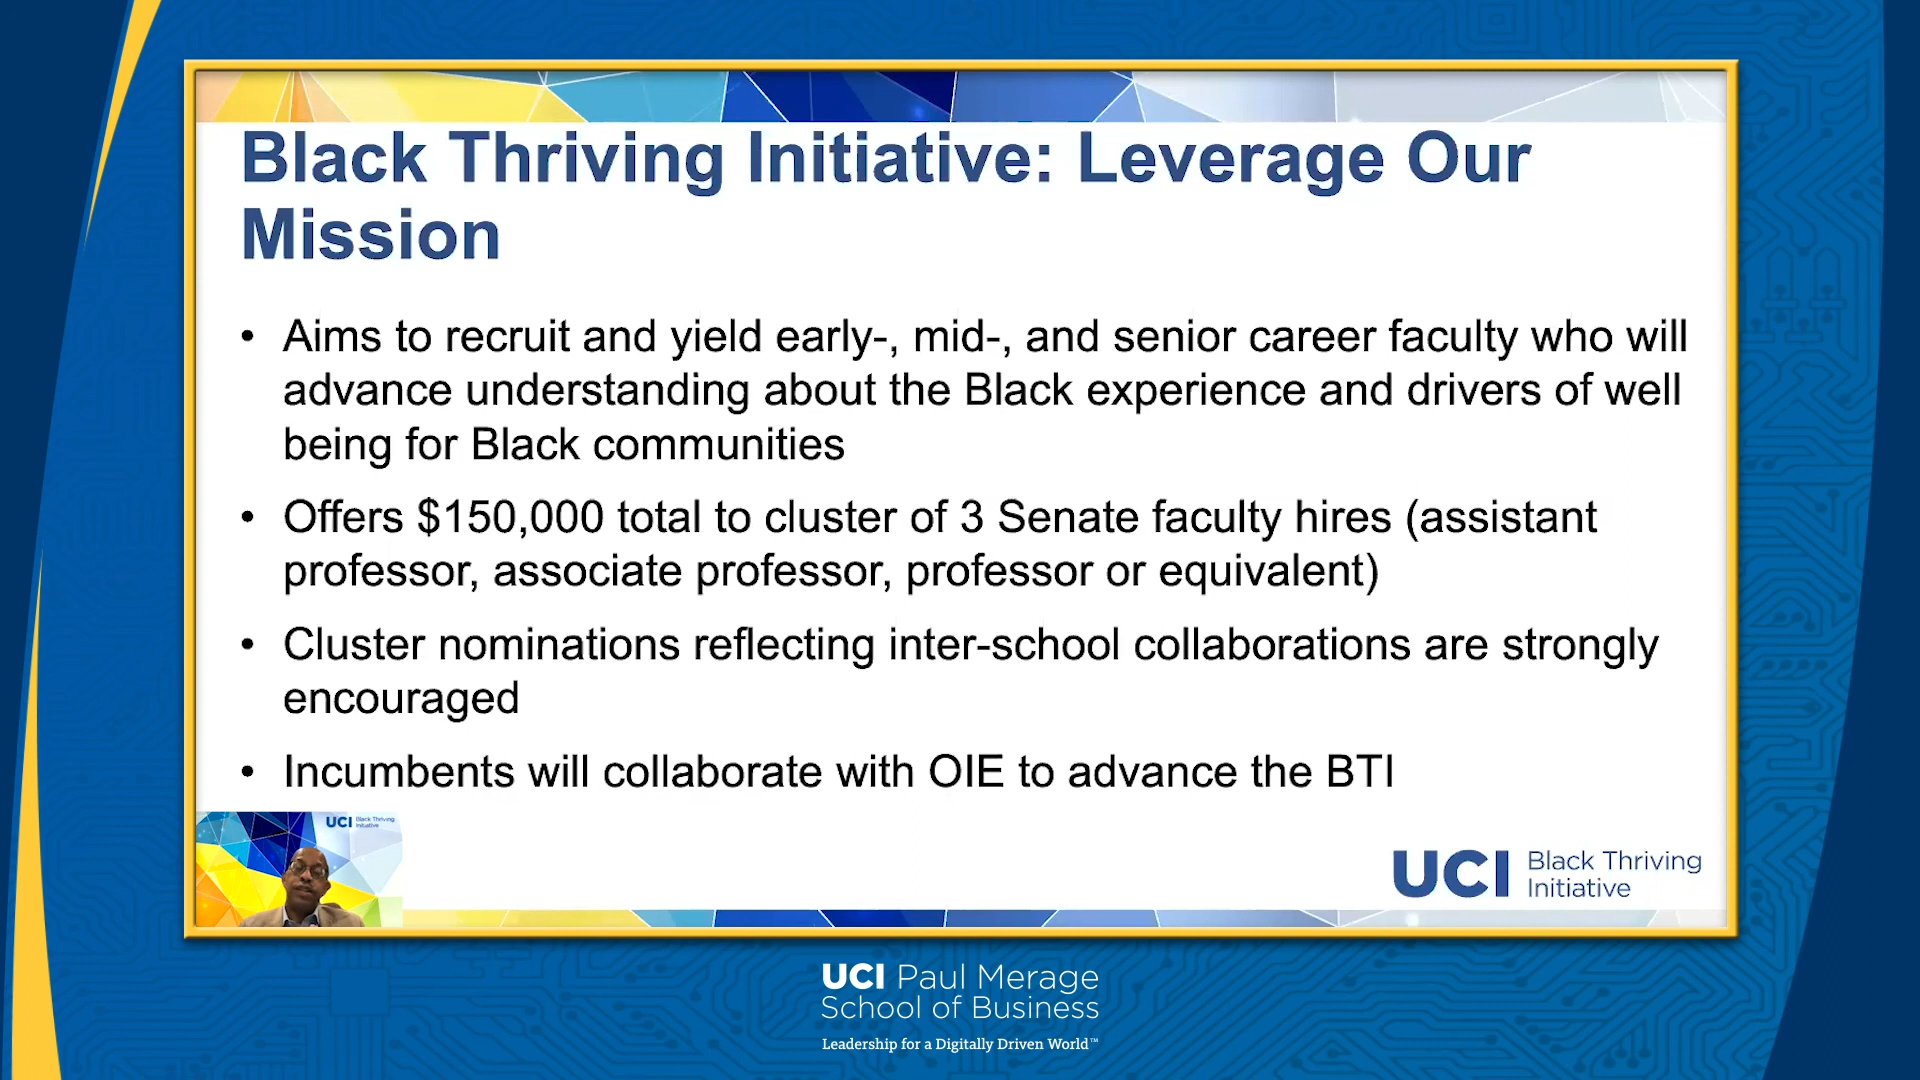 Black Thriving Initiative: Leverage Our
Mission
• Aims to recruit and yield early-, mid-, and senior career faculty who will
advance understanding about the Black experience and drivers of well
being for Black communities
• Offers $150,000 total to cluster of 3 Senate faculty hires (assistant
professor, associate professor, professor or equivalent)
• Cluster nominations reflecting inter-school collaborations are strongly
encouraged
• Incumbents will collaborate with OIE to advance the BTI
UCI Black Thriving
Initiative
UCI Black Thriving
Initiative
UCI Paul Merage
School of Business
Leadership for a Digitally Driven World™